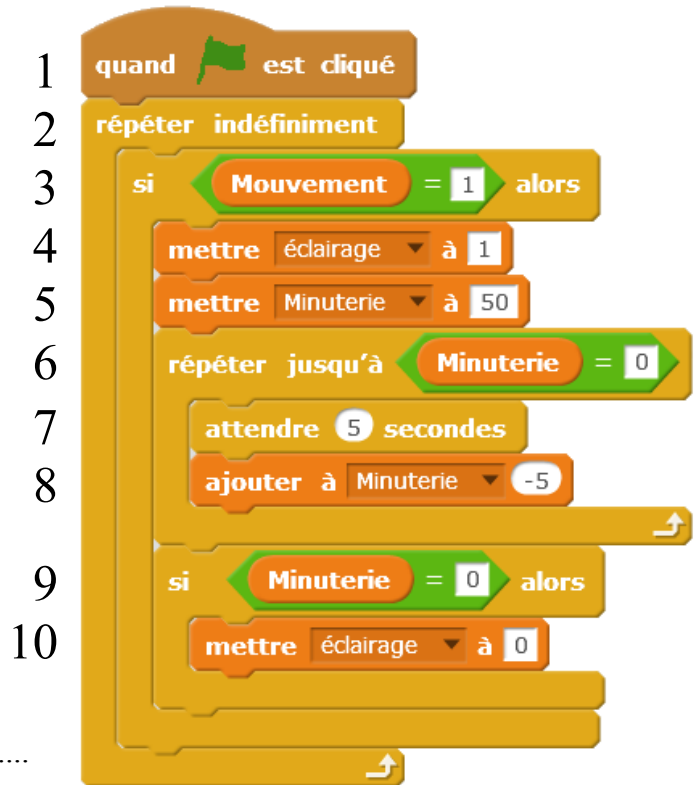 1 quand est cliqué
2 répéter indéfiniment
3 si Mouvement = 1 alors
4 mettre éclairage à 1
5 mettre Minuterie à 50
6 répéter jusqu'à Minuterie = 0
7 attendre 5 secondes
8 ajouter à Minuterie -5
9 si Minuterie = 0 alors
10 mettre éclairage à 0
....